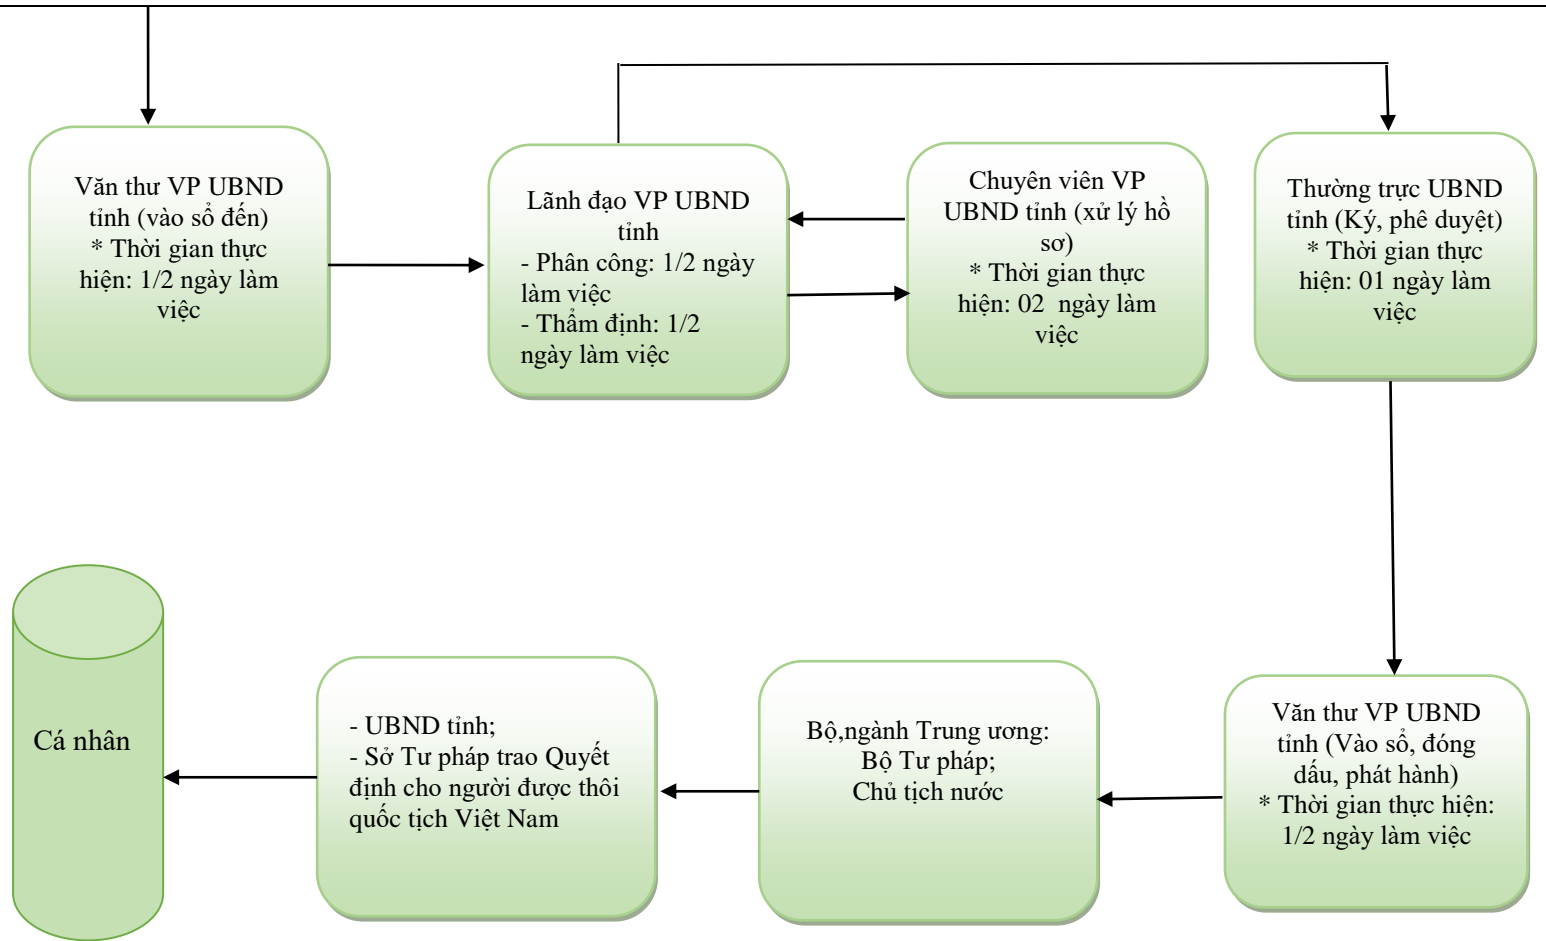 Văn thư VP UBND
tỉnh (vào sổ đến)
* Thời gian thực
hiện: 1/2 ngày làm
việc
Lãnh đạo VP UBND
tỉnh
- Phân công: 1/2 ngày
làm việc
- Thẩm định: 1/2
ngày làm việc
Chuyên viên VP
UBND tỉnh (xử lý hồ
sơ)
* Thời gian thực
hiện: 02  ngày làm
việc
Thường trực UBND
tỉnh (Ký, phê duyệt)
* Thời gian thực
hiện: 01 ngày làm
việc
Cá nhân
- UBND tỉnh;
- Sở Tư pháp trao Quyết
định cho người được thôi
quốc tịch Việt Nam
Bộ,ngành Trung ương:
Bộ Tư pháp;
Chủ tịch nước
Văn thư VP UBND
tỉnh (Vào sổ, đóng
dấu, phát hành)
* Thời gian thực hiện:
1/2 ngày làm việc